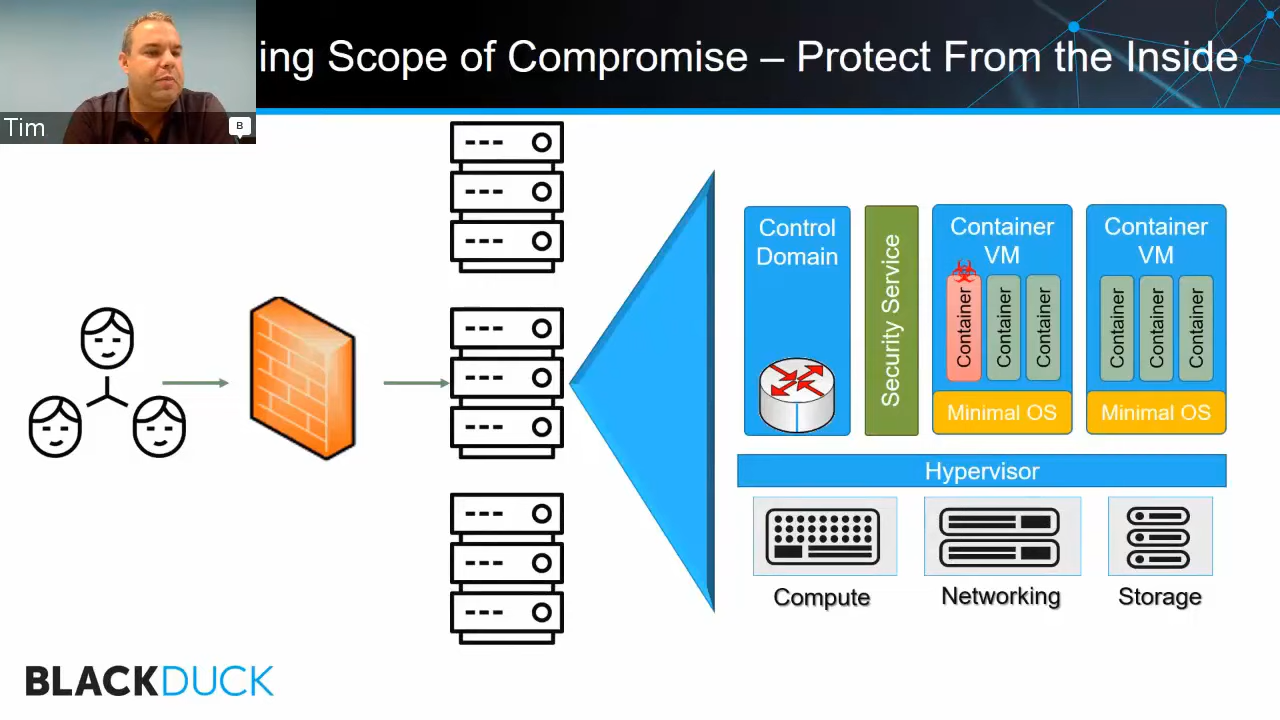 ing Scope of Compromise – Protect From the Inside
Tim
B
Control
Domain
Security Service
Container
VM
Container
Container
Container
Minimal OS
Container
VM
Container
Container
Container
Minimal OS
Hypervisor
Compute
Networking
Storage
BLACKDUCK